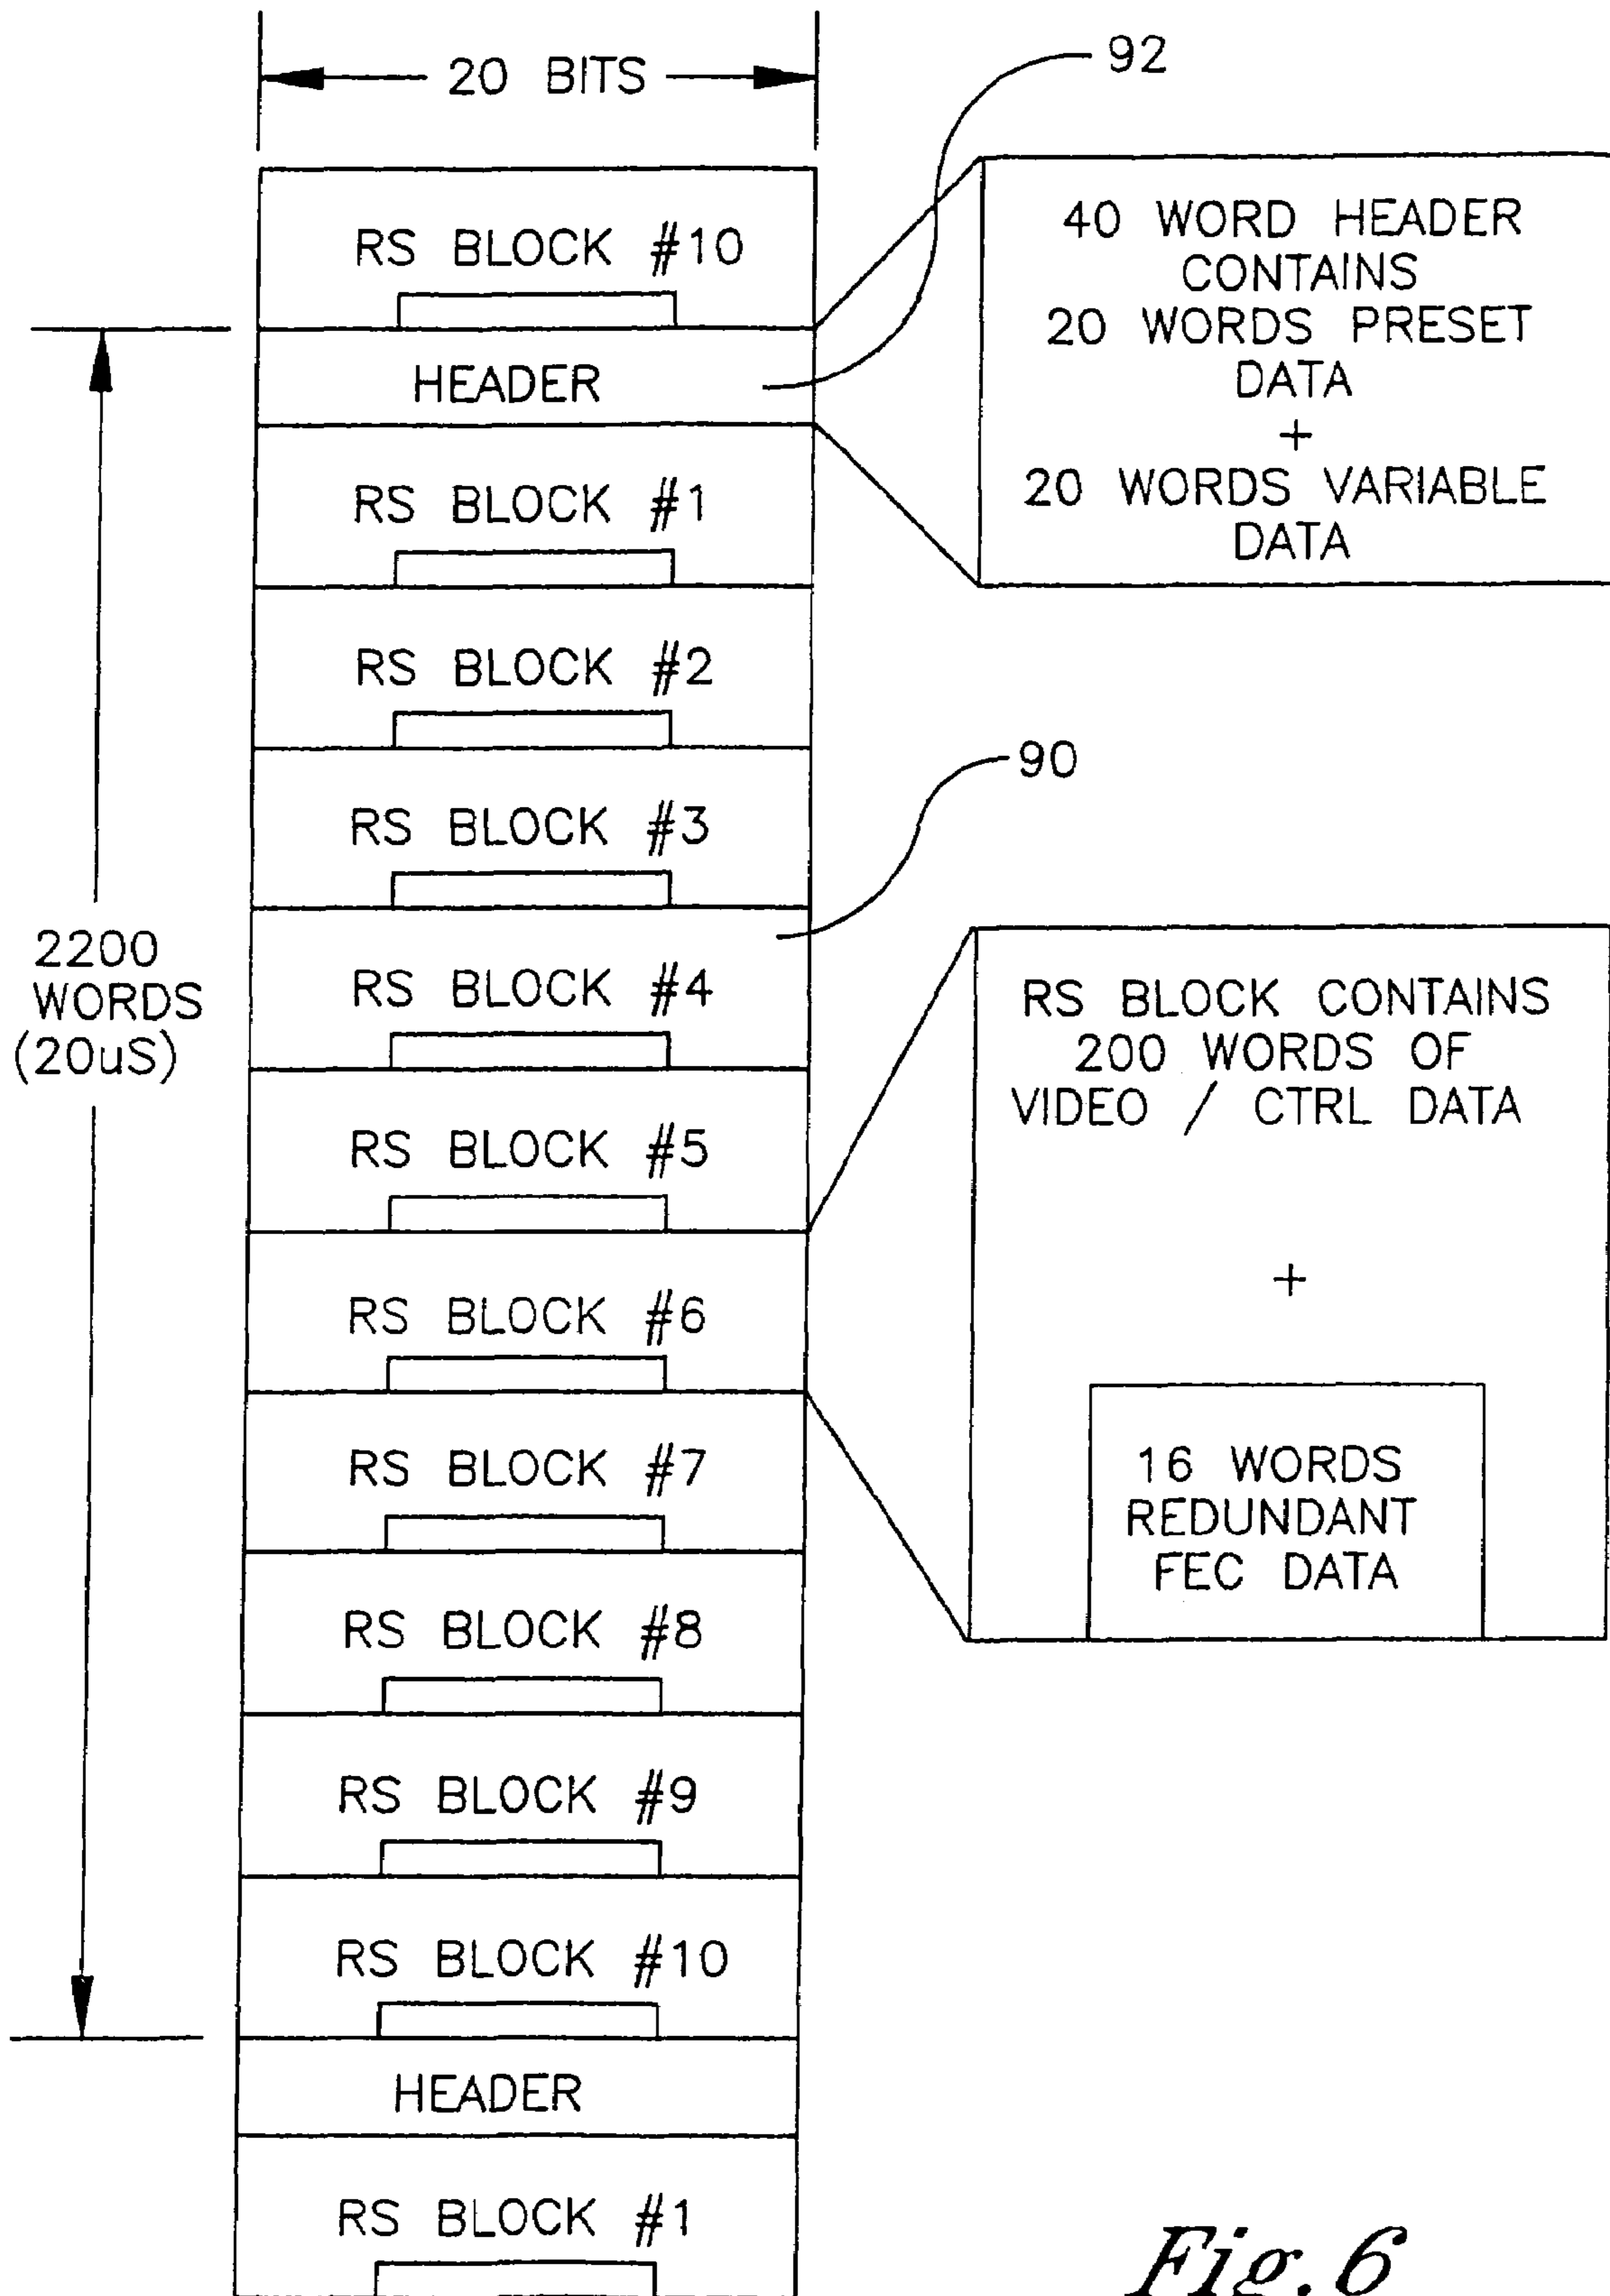 20 BITS
92
RS BLOCK #10
HEADER
40 WORD HEADER
CONTAINS
20 WORDS PRESET
DATA
+
20 WORDS VARIABLE
DATA
RS BLOCK #1
RS BLOCK #2
90
RS BLOCK #3
2200
WORDS
(20uS)
RS BLOCK #4
RS BLOCK #5
RS BLOCK #6
RS BLOCK CONTAINS
200 WORDS OF
VIDEO / CTRL DATA
+
16 WORDS
REDUNDANT
FEC DATA
RS BLOCK #7
RS BLOCK #8
RS BLOCK #9
RS BLOCK #10
HEADER
RS BLOCK #1
Fig. 6